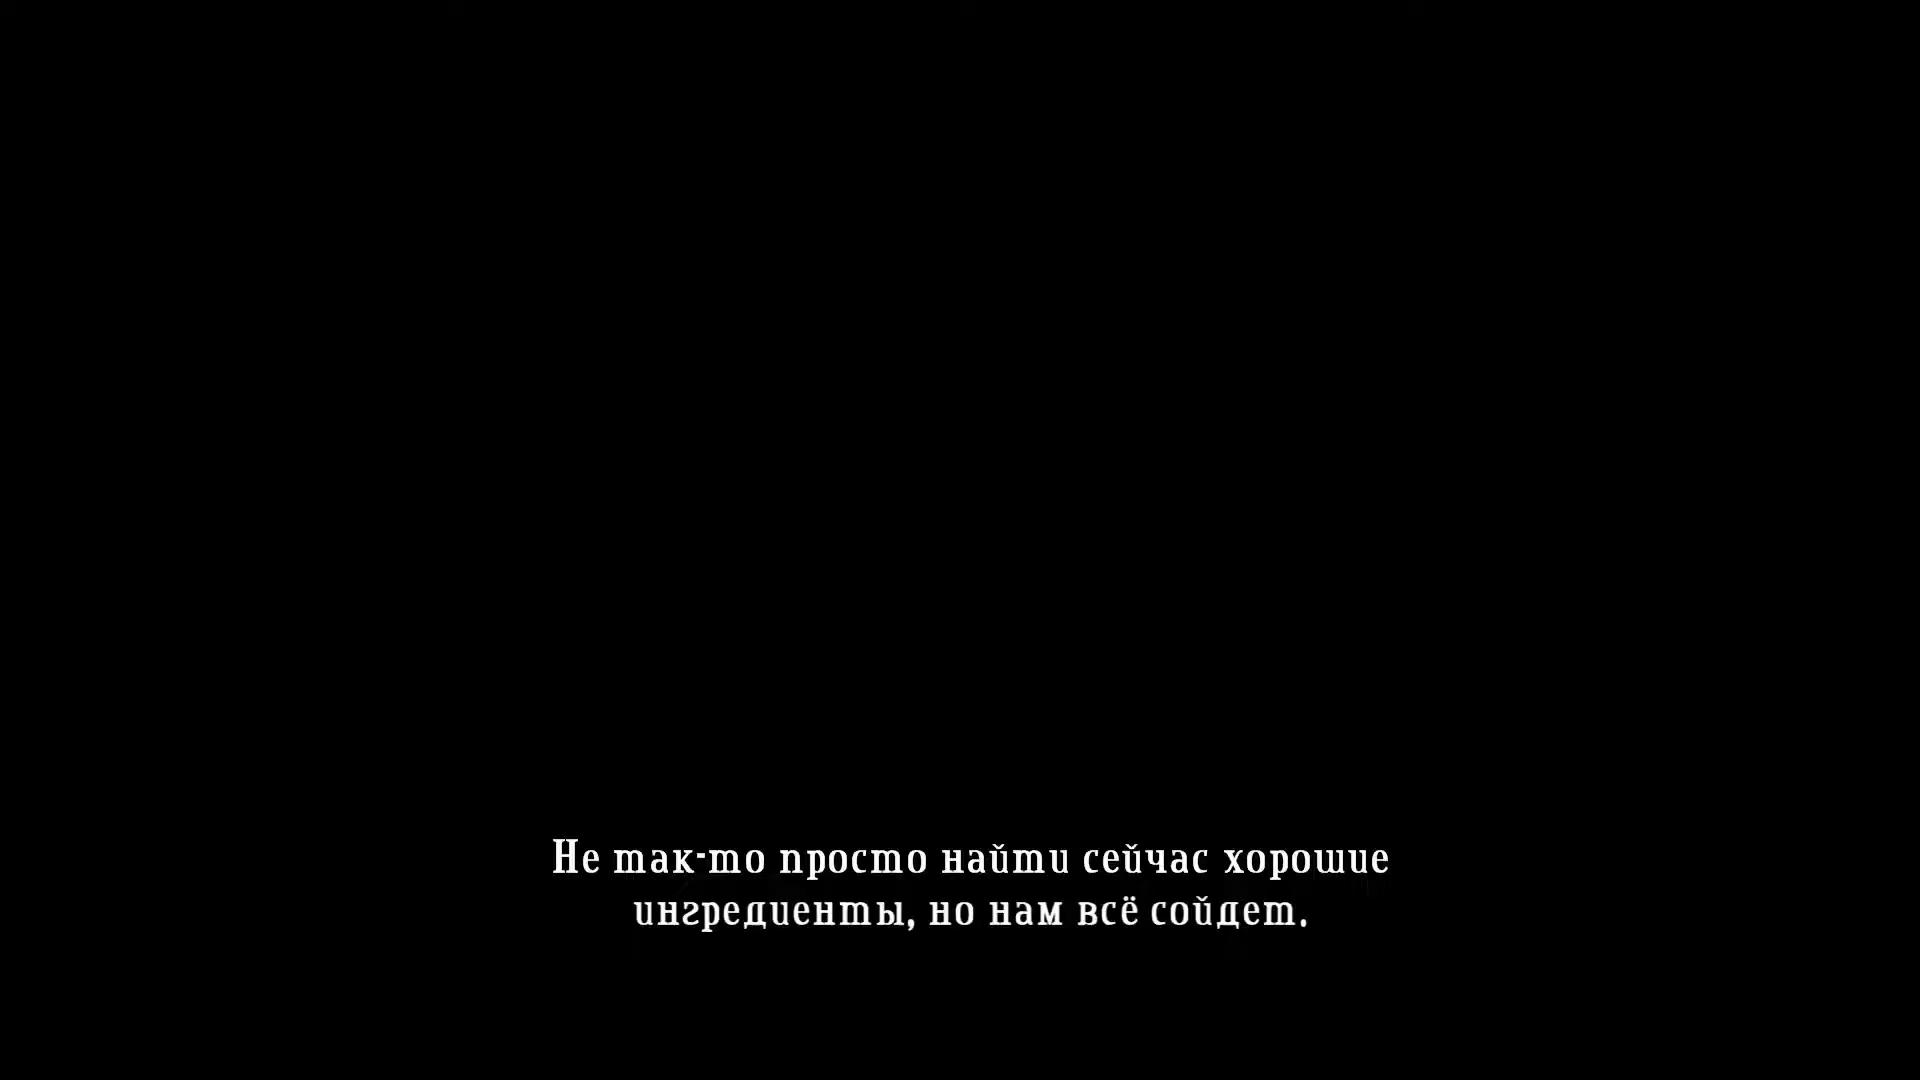 Не так-то просто найти сейчас хорошие
ингредиенты, но нам всё сойдет.